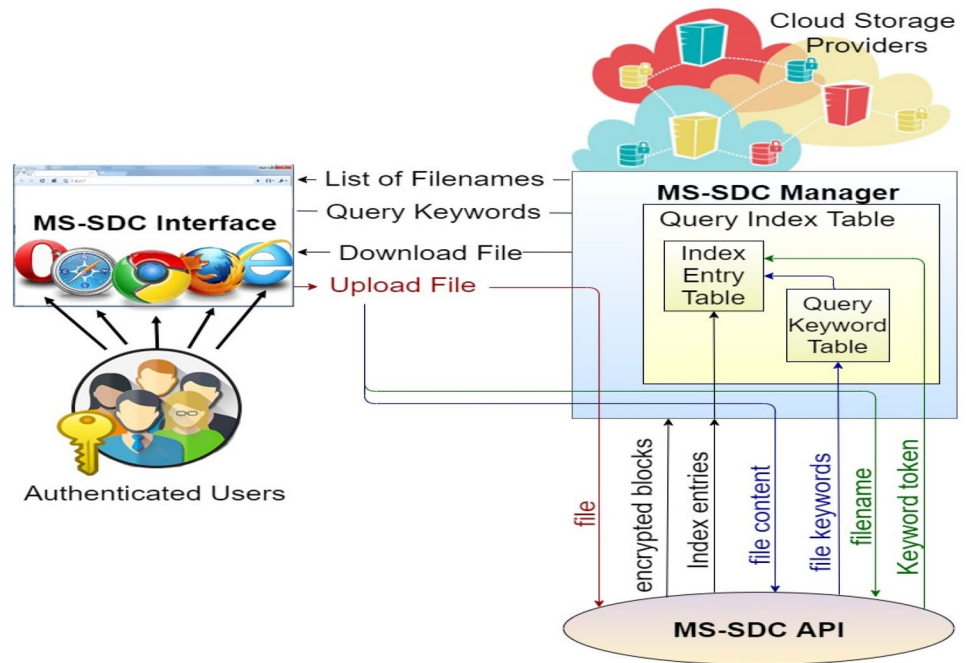 Cloud Storage
Providers
List of Filenames
MS-SDC Manager
Query Keywords
Query Index Table
MS-SDC Interface
Download File
Index
Entry
Table
Upload File
Query
Keyword
Table
Authenticated Users
file
encrypted blocks
Index entries
file content
file keywords
filename
Keyword token
MS-SDC API